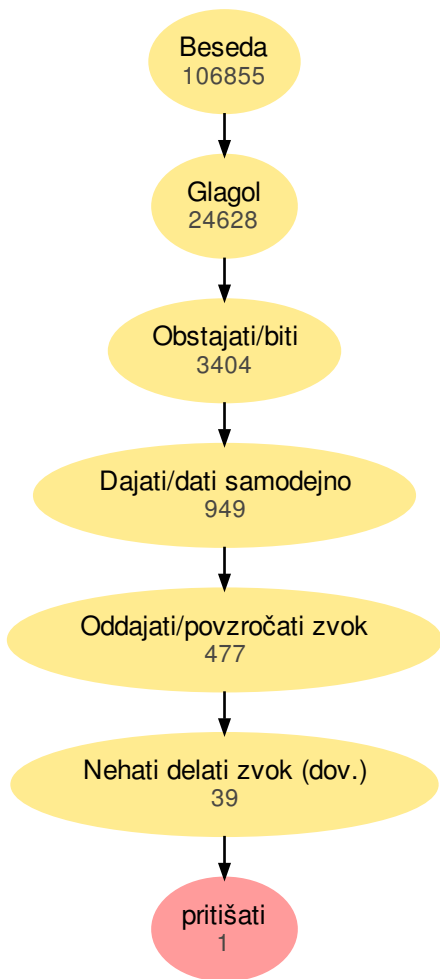 Beseda
106855
Glagol
24628
Obstajati/biti
3404
Dajati/dati samodejno
949
Oddajati/povzročati zvok
477
Nehati delati zvok (dov.)
39
pritišati
1